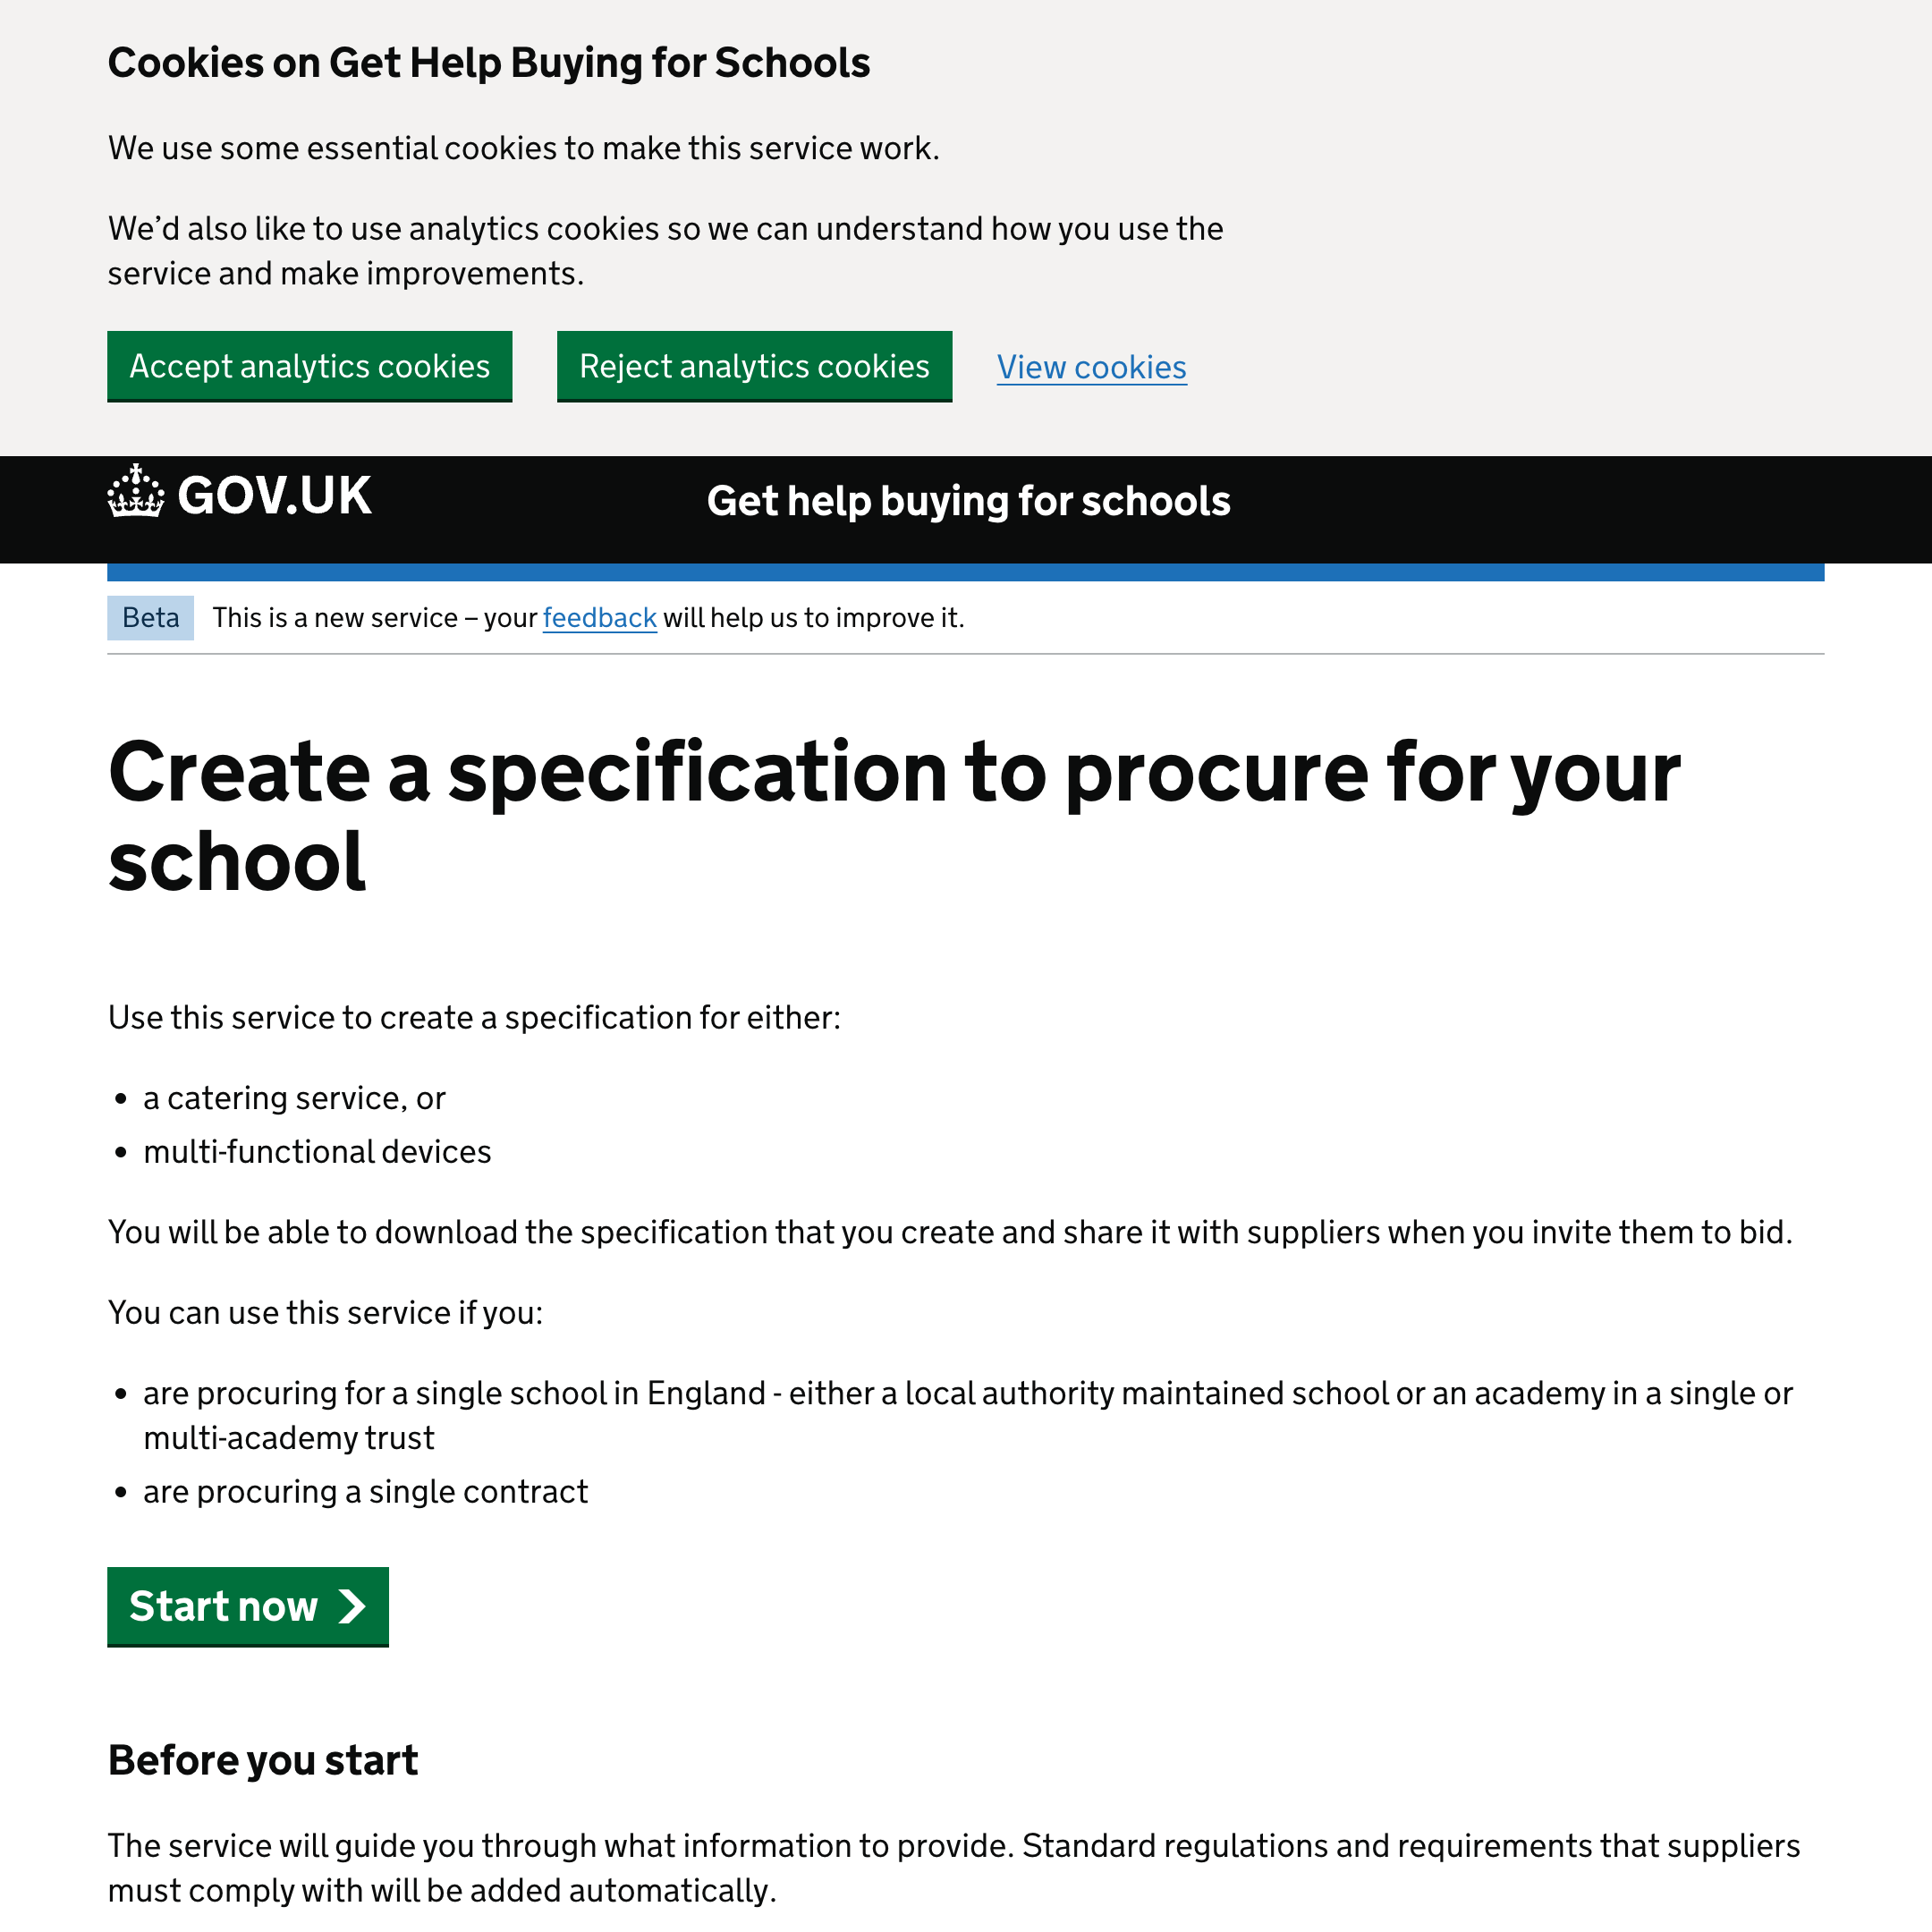 Cookies on Get Help Buying for Schools
We use some essential cookies to make this service work.
We’d also like to use analytics cookies so we can understand how you use the
service and make improvements.
Accept analytics cookies
Reject analytics cookies
View cookies
GOV.UK
Get help buying for schools
Beta
This is a new service – your feedback will help us to improve it.
Create a specification to procure for your
school
Use this service to create a specification for either:
• a catering service, or
• multi-functional devices
You will be able to download the specification that you create and share it with suppliers when you invite them to bid.
You can use this service if you:
• are procuring for a single school in England - either a local authority maintained school or an academy in a single or
multi-academy trust
• are procuring a single contract
Start now
Before you start
The service will guide you through what information to provide. Standard regulations and requirements that suppliers
must comply with will be added automatically.